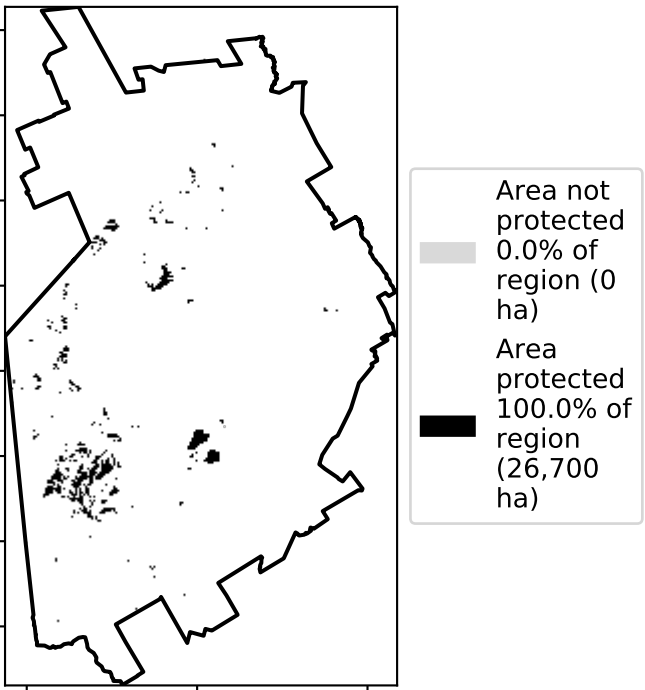 Area not
protected
0.0% of
region (0
ha)
Area
protected
100.0% of
region
(26,700
ha)